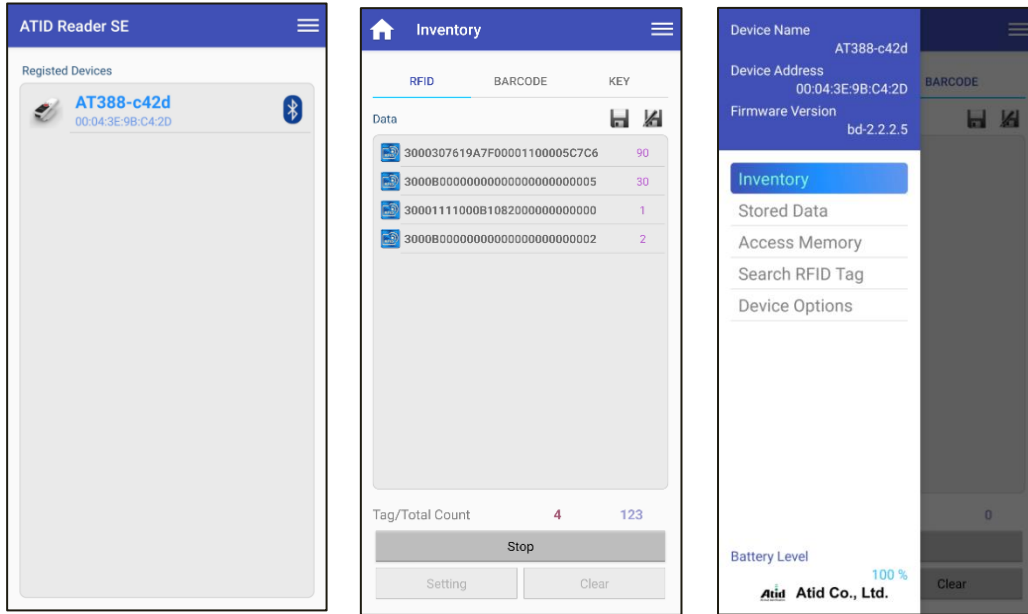 ATID Reader SE
Registed Devices
AT388-c42d
00:04:3E:9B:C4:2D
Inventory
RFID BARCODE KEY
Data
3000307619A7F00001100005C7C6 90
3000B00000000000000000000005 30
30001111000B1082000000000000 1
3000B00000000000000000000002 2
Tag/Total Count 4 123
Stop
Setting Clear
Device Name
AT388-c42d
Device Address
00:04:3E:9B:C4:2D
Firmware Version
bd-2.2.2.5
BARCODE
Inventory
Stored Data
Access Memory
Search RFID Tag
Device Options
0
Battery Level
100 %
Atid Atid Co., Ltd.
Clear